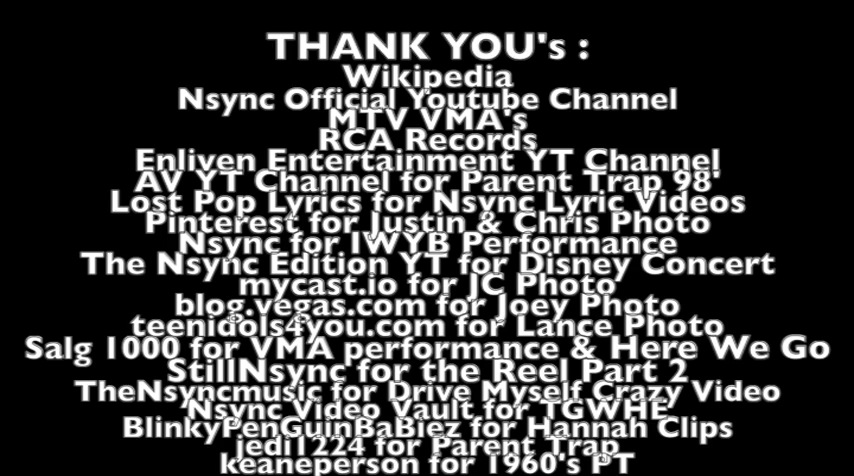 THANK YOU's :
Wikipedia
Nsync Official Youtube Channel
MTV VMA's
RCA Records
Enliven Entertainment YT Channel
AV YT Channel for Parent Trap 98'
Lost Pop Lyrics for Nsync Lyric Videos
Pinterest for Justin & Chris Photo
Nsync for IWYB Performance
The Nsync Edition YT for Disney Concert
mycast.io for JC Photo
blog.vegas.com for Joey Photo
teenidols4you.com for Lance Photo
Salg 1000 for VMA performance & Here We Go
StillNsync for the Reel Part 2
TheNsyncmusic for Drive Myself Crazy Video
Nsync Video Vault for TGWHE
BlinkyPenGuinBaBiez for Hannah Clips
jedi1224 for Parent Trap
keaneperson for 1960's PT